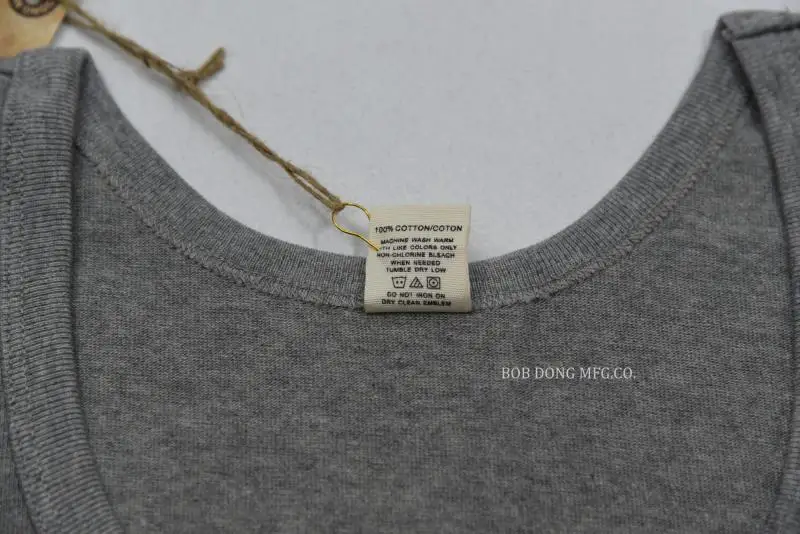 100% COTTON/COTON
MACHINE WASH WARM
WITH LIKE COLORS ONLY
NON-CHLORINE BLEACH
WHEN NEEDED
TUMBLE DRY LOW
DO NOT IRON ON
DRY CLEAN EMBLEM
BOB DONG MFG.CO.